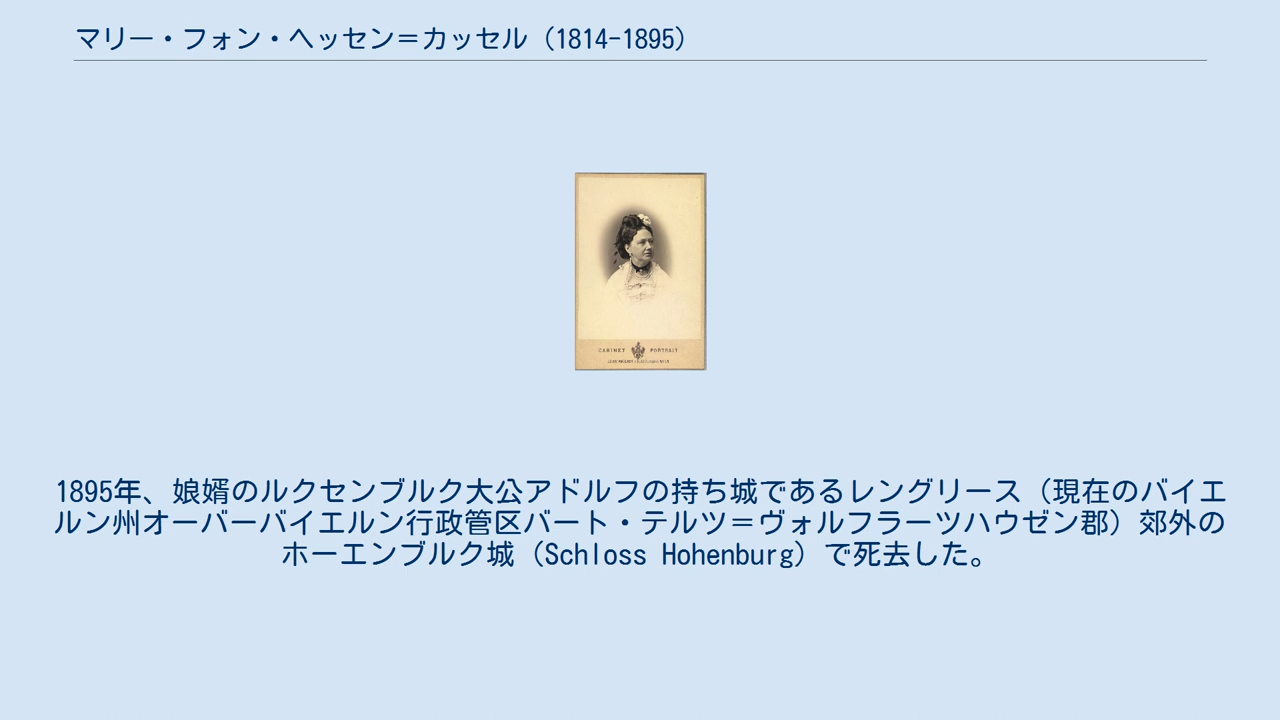 マリー・フォン・ヘッセン＝カッセル（1814-1895）
CABINET PORTRAIT
1895年、娘婿のルクセンブルク大公アドルフの持ち城であるレングリース（現在のバイエ
ルン州オーバーバイエルン行政管区バート・テルツ＝ヴォルフラーツハウゼン郡）郊外の
ホーエンブルク城（Schloss Hohenburg）で死去した。